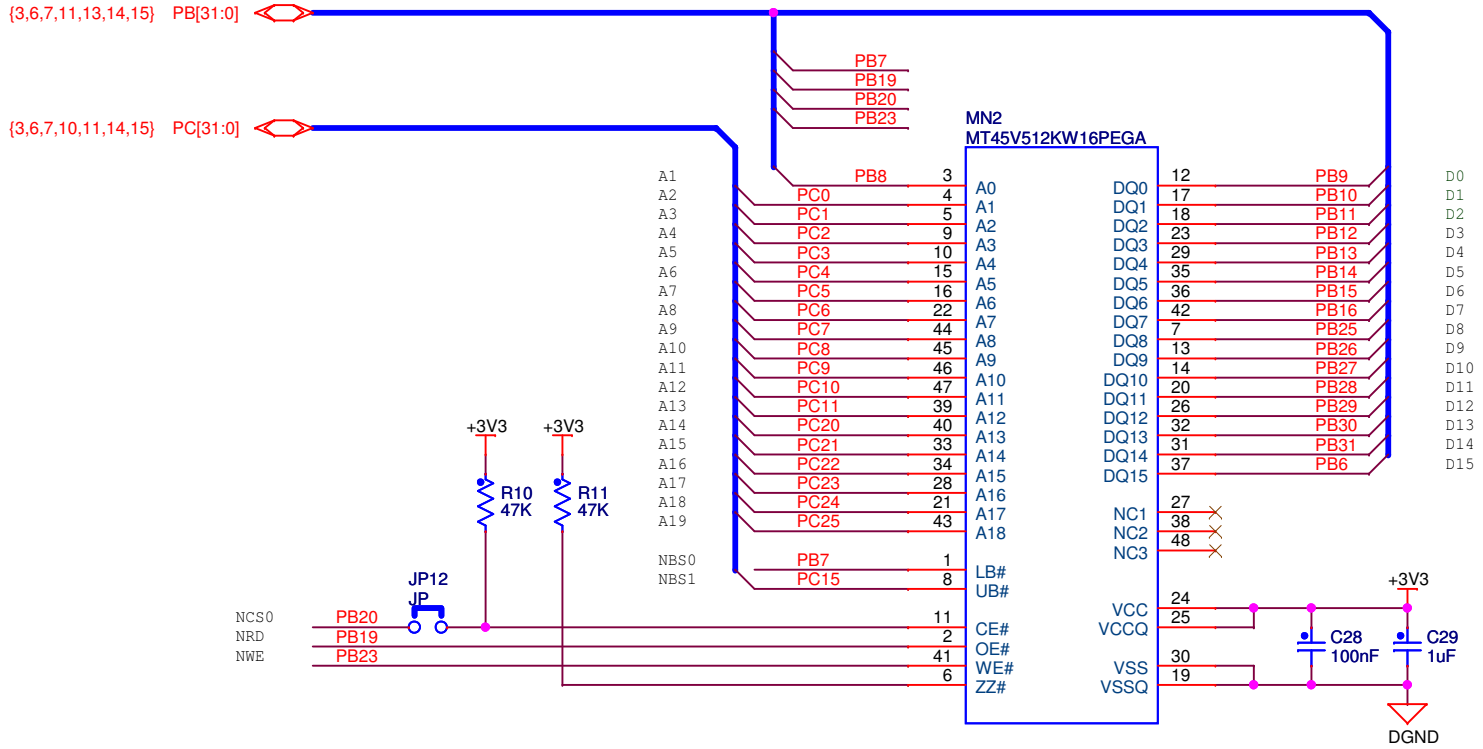 {3,6,7,11,13,14,15} PB[31:0]
PB7
PB19
PB20
PB23
{3,6,7,10,11,14,15} PC[31:0]
MN2
MT45V512KW16PEGA
A1 PB8 3 A0 DQ0 12 PB9 D0
A2 PC0 4 A1 DQ1 17 PB10 D1
A3 PC1 5 A2 DQ2 18 PB11 D2
A4 PC2 9 A3 DQ3 23 PB12 D3
A5 PC3 10 A4 DQ4 29 PB13 D4
A6 PC4 15 A5 DQ5 35 PB14 D5
A7 PC5 16 A6 DQ6 36 PB15 D6
A8 PC6 22 A7 DQ7 42 PB16 D7
A9 PC7 44 A8 DQ8 7 PB25 D8
A10 PC8 45 A9 DQ9 13 PB26 D9
A11 PC9 46 A10 DQ10 14 PB27 D10
A12 PC10 47 A11 DQ11 20 PB28 D11
A13 PC11 39 A12 DQ12 26 PB29 D12
A14 PC20 40 A13 DQ13 32 PB30 D13
A15 PC21 33 A14 DQ14 31 PB31 D14
A16 PC22 34 A15 DQ15 37 PB6 D15
A17 PC23 28 A16
A18 PC24 21 A17 NC1 27
A19 PC25 43 A18 NC2 38
NC3 48
+3V3 +3V3
R10 R11
47K 47K
NBS0 PB7 1 LB#
NBS1 PC15 8 UB#
JP12
JP
NCS0 PB20 11 CE#
NRD PB19 2 OE#
NWE PB23 41 WE#
6 ZZ#
+3V3
VCC 24
VCCQ 25
C28 C29
100nF 1uF
VSS 30
VSSQ 19
DGND